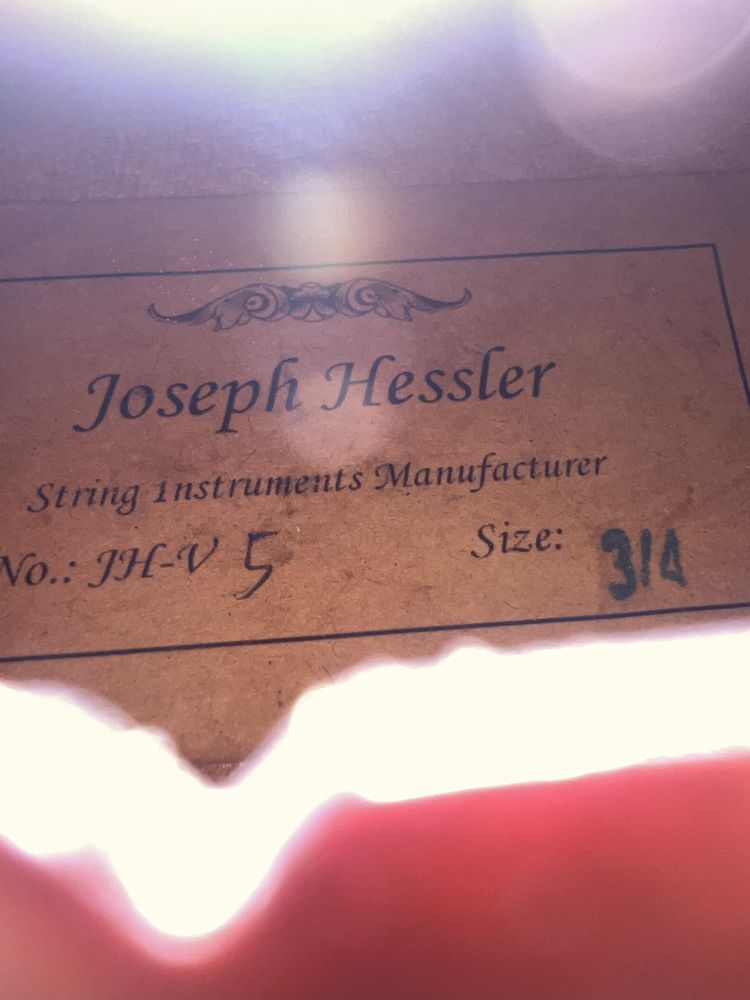 Joseph Hessler
String Instruments Manufacturer
No.: JH-V 5 Size: 3/4